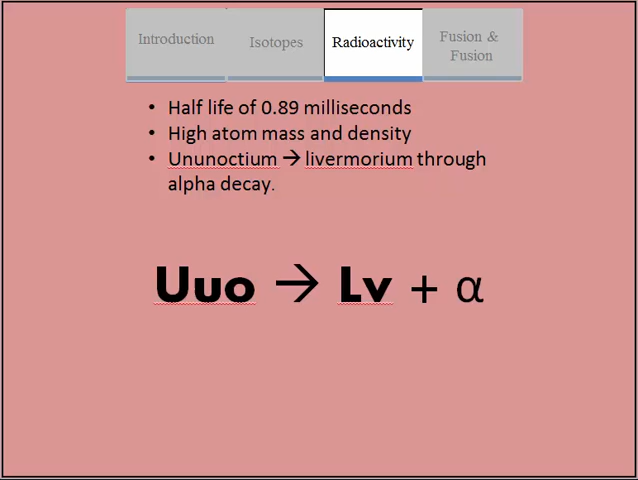 Introduction
Isotopes
Radioactivity
Fusion &
Fusion
• Half life of 0.89 milliseconds
• High atom mass and density
• Ununoctium → livermorium through
alpha decay.
Uuo → Lv + α